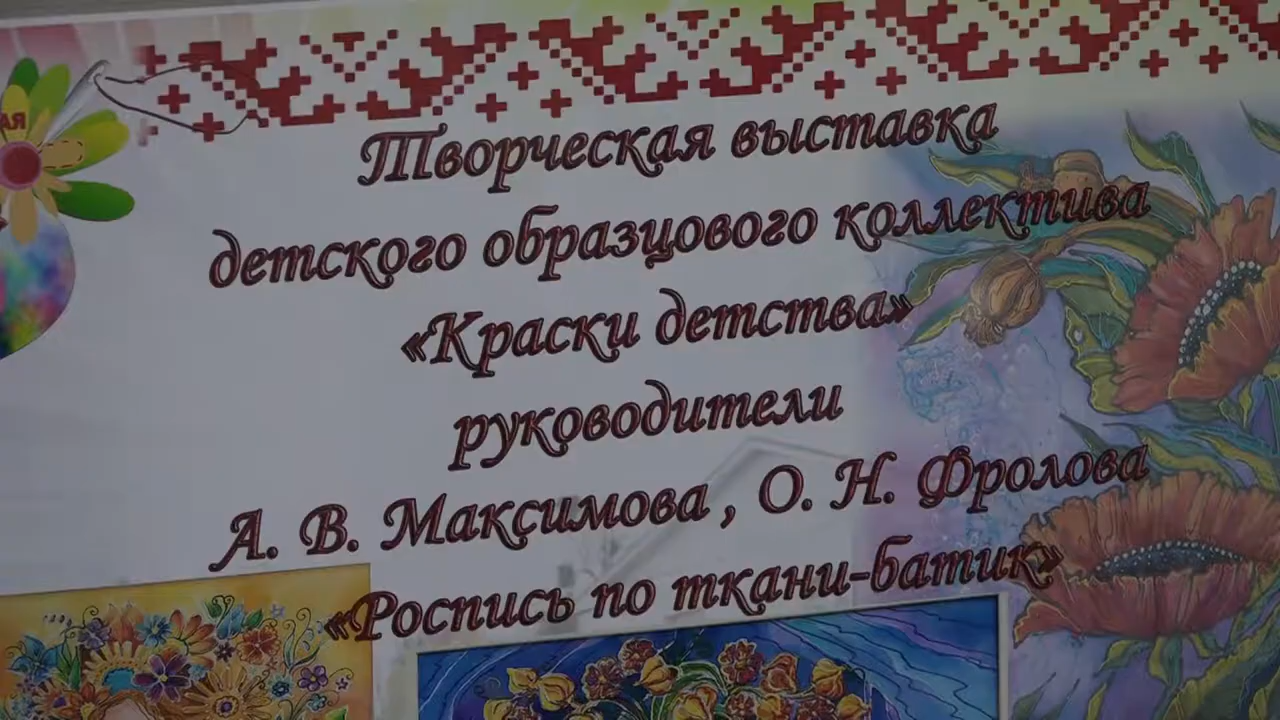 Творческая выставка
детского образцового коллектива
«Краски детства»
руководители
А. В. Максимова , О. Н. Фролова
«Роспись по ткани-батик»